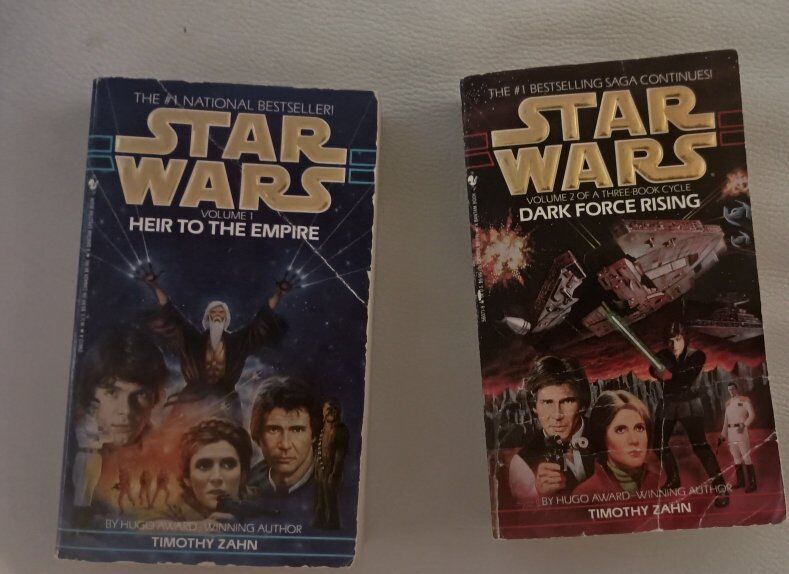 THE #1 NATIONAL BESTSELLER!
STAR
WARS
VOLUME 1
HEIR TO THE EMPIRE
BY HUGO AWARD-WINNING AUTHOR
TIMOTHY ZAHN
THE #1 BESTSELLING SAGA CONTINUES!
STAR
WARS
VOLUME 2 OF A THREE-BOOK CYCLE
DARK FORCE RISING
BY HUGO AWARD-WINNING AUTHOR
TIMOTHY ZAHN